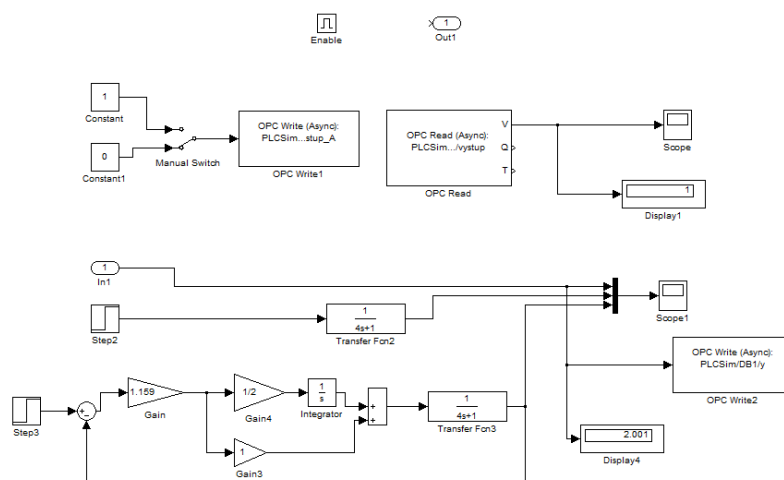 Enable
1
Out1
1
Constant
0
Constant1
Manual Switch
OPC Write (Async):
PLCSim...stup_A
OPC Write1
OPC Read (Async):
PLCSim.../vystup
V
Q
T
OPC Read
Scope
1
Display1
1
In1
Step2
1
4s+1
Transfer Fcn2
Scope1
OPC Write (Async):
PLCSim/DB1/y
OPC Write2
Step3
1.159
Gain
1/2
Gain4
1
s
Integrator
1
Gain3
1
4s+1
Transfer Fcn3
2.001
Display4